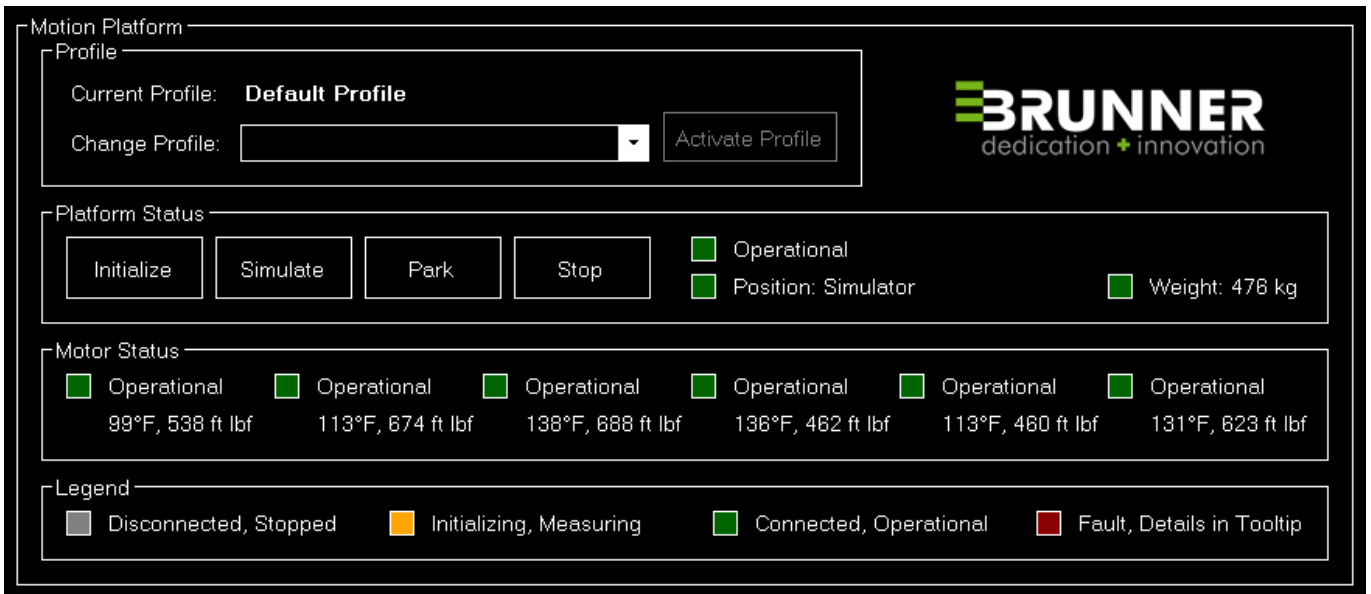 Motion Platform
Profile
Current Profile: Default Profile
Change Profile: Activate Profile
BRUNNER
dedication + innovation
Platform Status
Initialize Simulate Park Stop Operational
Position: Simulator Weight: 476 kg
Motor Status
Operational Operational Operational Operational Operational Operational
99°F, 538 ft lbf 113°F, 674 ft lbf 138°F, 688 ft lbf 136°F, 462 ft lbf 113°F, 460 ft lbf 131°F, 623 ft lbf
Legend
Disconnected, Stopped Initializing, Measuring Connected, Operational Fault, Details in Tooltip